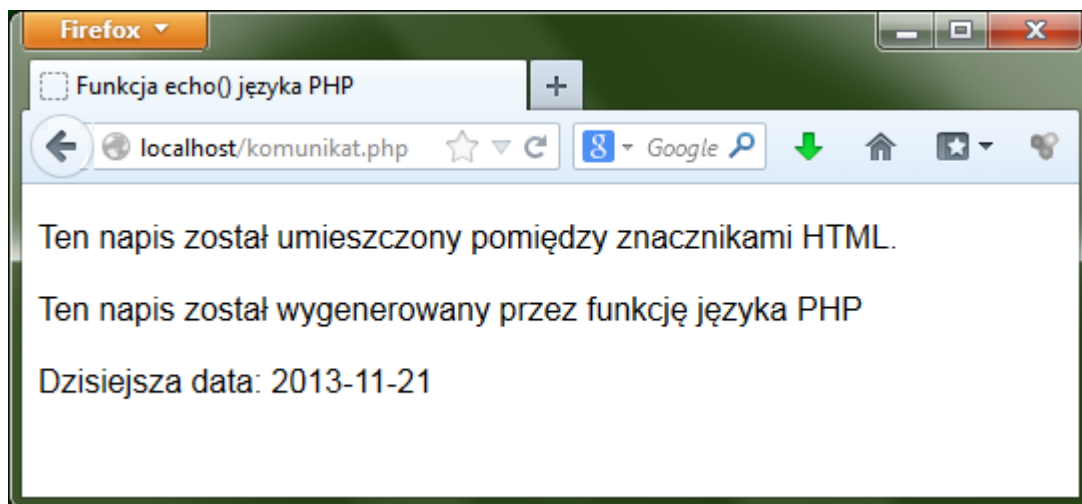 Firefox
Funkcja echo() języka PHP
localhost/komunikat.php
Google
Ten napis został umieszczony pomiędzy znacznikami HTML.
Ten napis został wygenerowany przez funkcję języka PHP
Dzisiejsza data: 2013-11-21